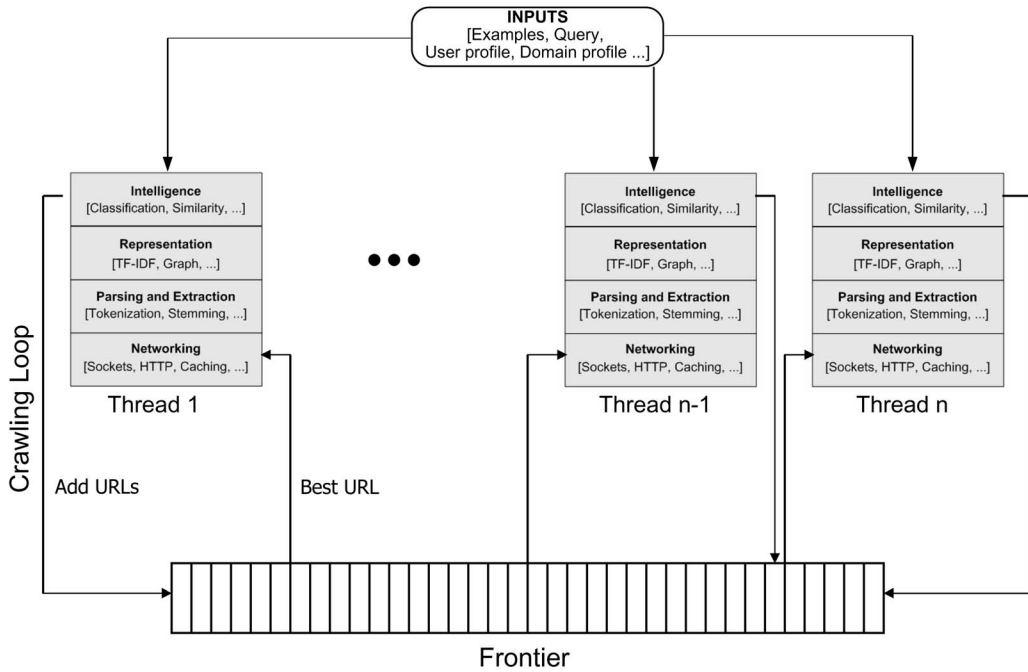 INPUTS
[Examples, Query,
User profile, Domain profile ...]
Intelligence
[Classification, Similarity, ...]
Representation
[TF-IDF, Graph, ...]
Parsing and Extraction
[Tokenization, Stemming, ...]
Networking
[Sockets, HTTP, Caching, ...]
Thread 1
Intelligence
[Classification, Similarity, ...]
Representation
[TF-IDF, Graph, ...]
Parsing and Extraction
[Tokenization, Stemming, ...]
Networking
[Sockets, HTTP, Caching, ...]
Thread n-1
Intelligence
[Classification, Similarity, ...]
Representation
[TF-IDF, Graph, ...]
Parsing and Extraction
[Tokenization, Stemming, ...]
Networking
[Sockets, HTTP, Caching, ...]
Thread n
Crawling Loop
Add URLs
Best URL
Frontier